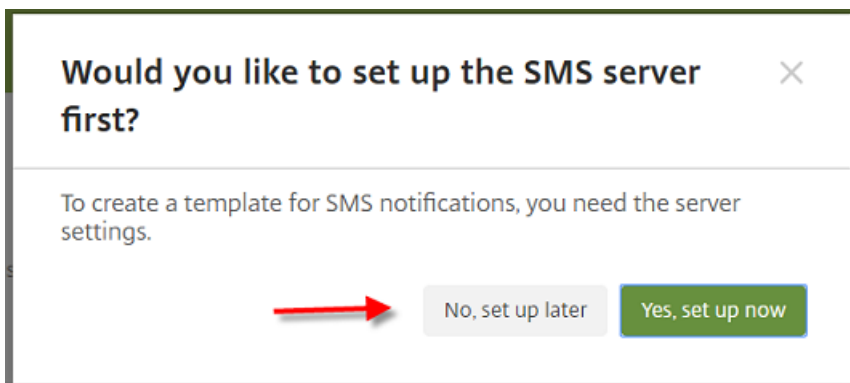 Would you like to set up the SMS server
first?
To create a template for SMS notifications, you need the server
settings.
No, set up later
Yes, set up now